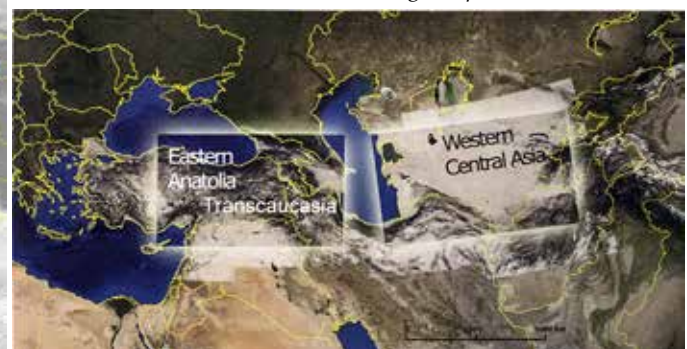 Eastern
Anatolia
Transcaucasia
Western
Central Asia